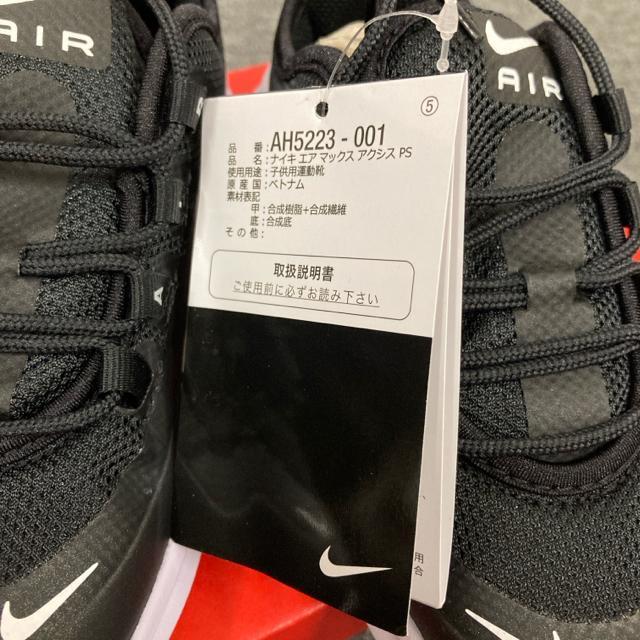 AIR
AIR
⑤
品 番 : AH5223 - 001
品 名 : ナイキ エア マックス アクシス PS
使用用途 : 子供用運動靴
原 産 国 : ベトナム
素材表記
甲 : 合成樹脂+合成繊維
底 : 合成底
そ の 他 :
取扱説明書
ご使用前に必ずお読み下さい
用
合